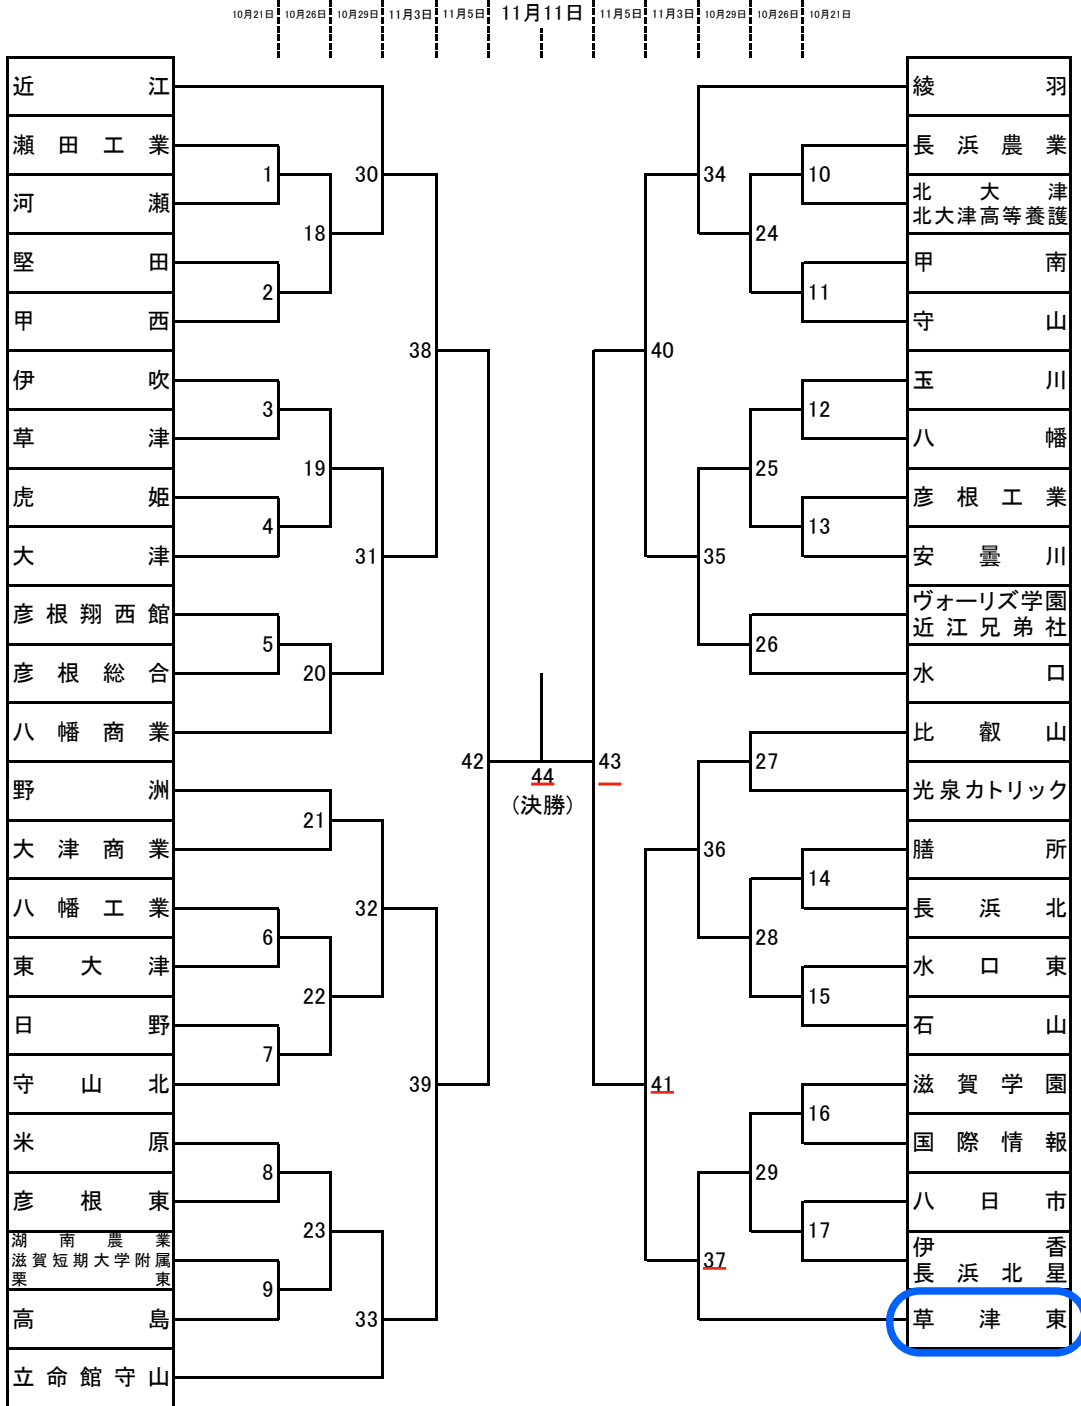 10月21日 10月26日 10月29日 11月3日 11月5日 11月11日 11月5日 11月3日 10月29日 10月26日 10月21日
近江
瀬田工業
河瀬
堅田
甲西
伊吹
草津
虎姫
大津
彦根翔西館
彦根総合
八幡商業
野洲
大津商業
八幡工業
東大津
日野
守山北
米原
彦根東
湖南農業
滋賀短期大学附属
栗東
高島
立命館守山
1
2
3
4
5
6
7
8
9
18
19
20
21
22
23
30
31
32
33
38
39
42
44
(決勝)
43
40
41
34
35
36
37
24
25
26
27
28
29
10
11
12
13
14
15
16
17
綾羽
長浜農業
北大津
北大津高等養護
甲南
守山
玉川
八幡
彦根工業
安曇川
ヴォーリズ学園
近江兄弟社
水口
比叡山
光泉カトリック
膳所
長浜北
水口東
石山
滋賀学園
国際情報
八日市
伊香
長浜北星
草津東